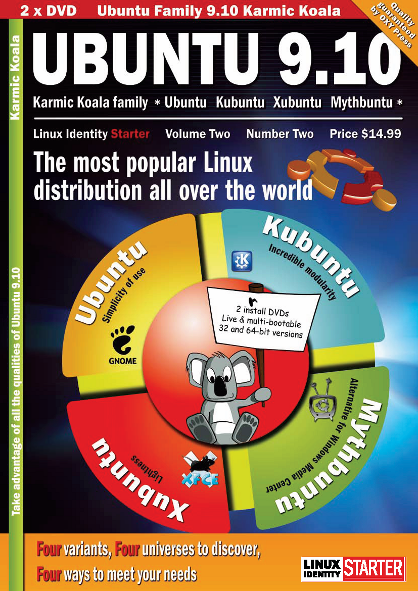 2 x DVD Ubuntu Family 9.10 Karmic Koala
Quality
guaranteed
by OXY Press
Karmic Koala
UBUNTU 9.10
Karmic Koala family * Ubuntu Kubuntu Xubuntu Mythbuntu *
Linux Identity Starter Volume Two Number Two Price $14.99
The most popular Linux
distribution all over the world
Ubuntu
Simplicity of use
GNOME
Kubuntu
Incredible modularity
K
2 install DVDs
Live & multi-bootable
32 and 64-bit versions
Xubuntu
Lightness
XFCE
Mythbuntu
Alternative for Windows Media Center
Take advantage of all the qualities of Ubuntu 9.10
Four variants, Four universes to discover,
Four ways to meet your needs
LINUX
IDENTITY
STARTER